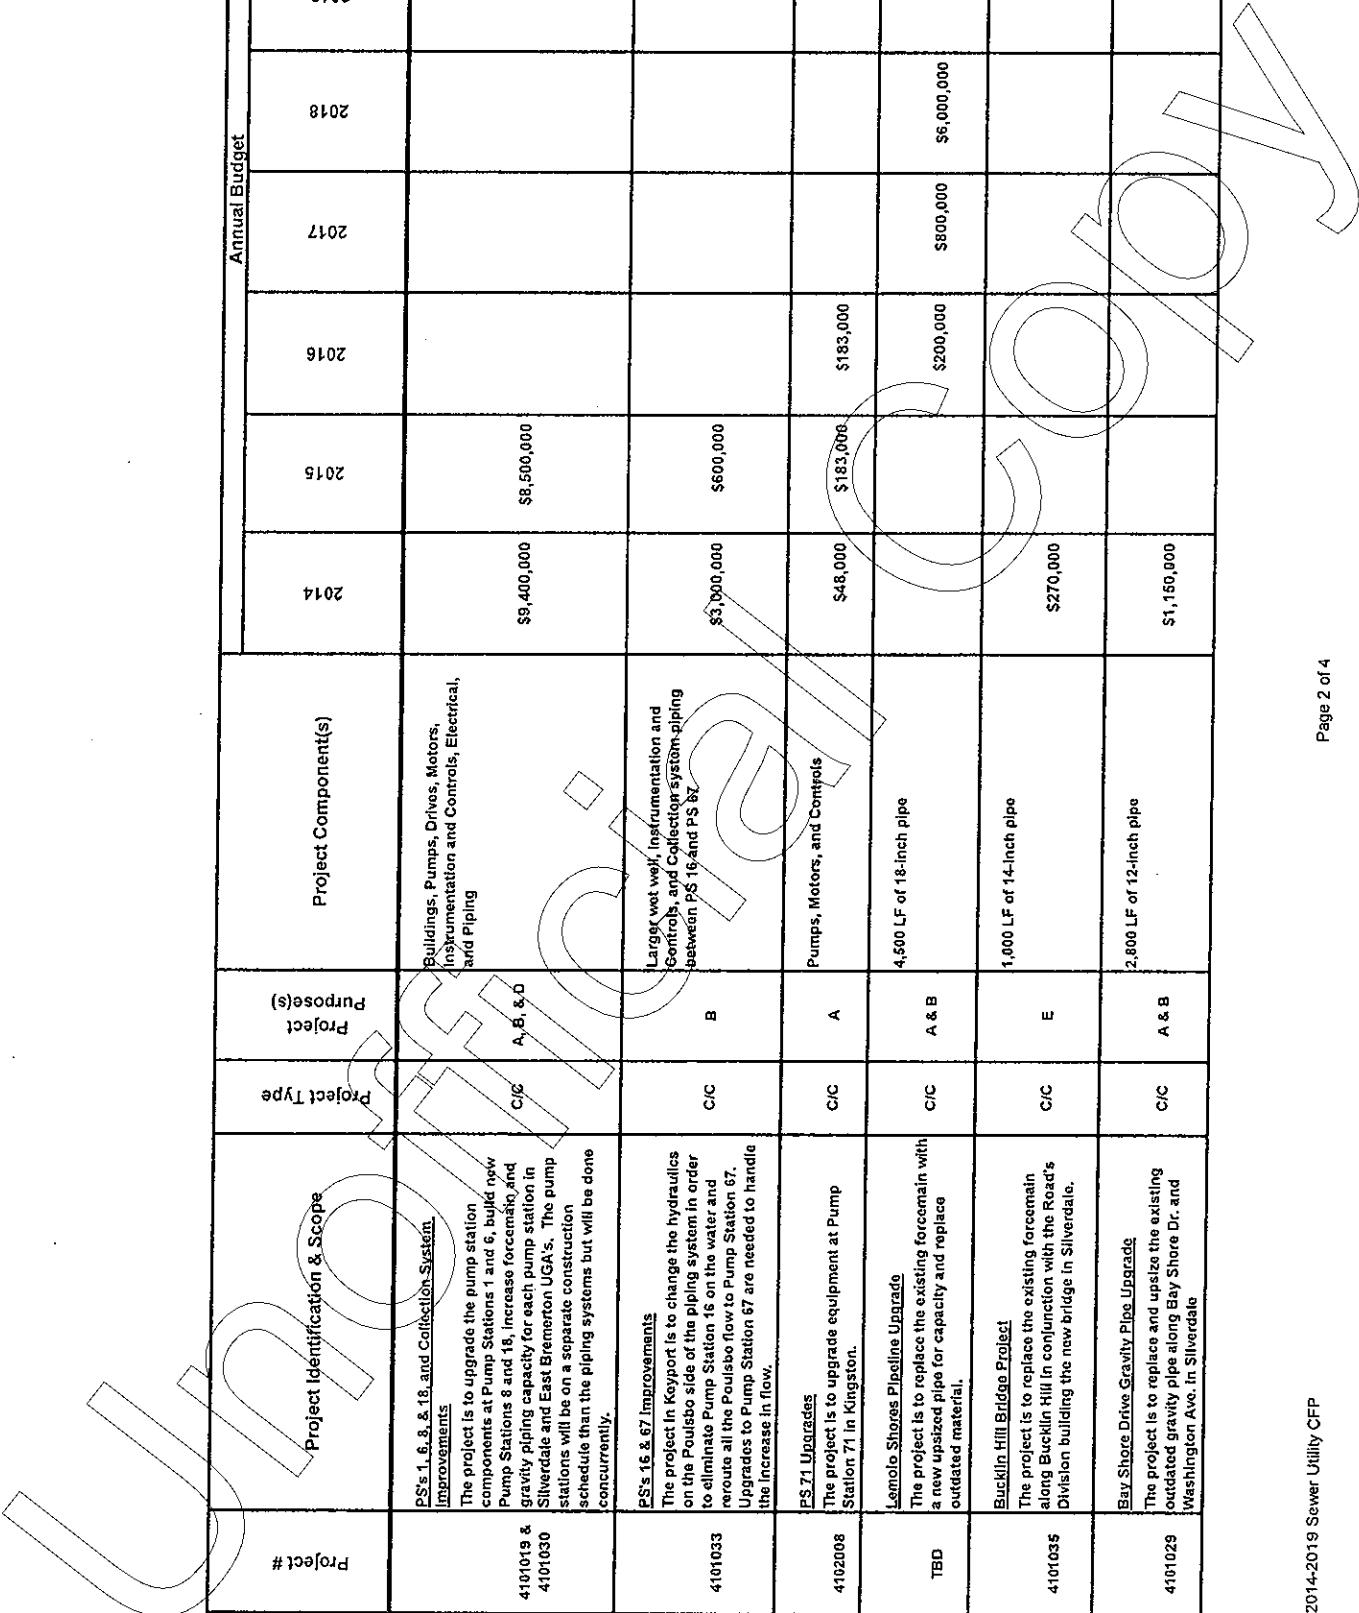 Annual Budget
Project #
Project Identification & Scope
Project Type
Project
Purpose(s)
Project Component(s)
2014
2015
2016
2017
2018
4101019 &
4101030
PS's 1, 6, 8, & 18, and Collection System
Improvements
The project is to upgrade the pump station
components at Pump Stations 1 and 6, build new
Pump Stations 8 and 18, increase forcemain and
gravity piping capacity for each pump station in
Silverdale and East Bremerton UGA's. The pump
stations will be on a separate construction
schedule than the piping systems but will be done
concurrently.
C/C
A, B, & D
Buildings, Pumps, Drives, Motors,
Instrumentation and Controls, Electrical,
and Piping
$9,400,000
$8,500,000
4101033
PS's 16 & 67 Improvements
The project in Keyport is to change the hydraulics
on the Poulsbo side of the piping system in order
to eliminate Pump Station 16 on the water and
reroute all the Poulsbo flow to Pump Station 67.
Upgrades to Pump Station 67 are needed to handle
the increase in flow.
C/C
B
Larger wet well, Instrumentation and
Controls, and Collection system piping
between PS 16 and PS 67
$3,000,000
$600,000
4102008
PS 71 Upgrades
The project is to upgrade equipment at Pump
Station 71 in Kingston.
C/C
A
Pumps, Motors, and Controls
$48,000
$183,000
$183,000
TBD
Lemolo Shores Pipeline Upgrade
The project is to replace the existing forcemain with
a new upsized pipe for capacity and replace
outdated material.
C/C
A & B
4,500 LF of 18-inch pipe
$200,000
$800,000
$6,000,000
4101035
Bucklin Hill Bridge Project
The project is to replace the existing forcemain
along Bucklin Hill in conjunction with the Road's
Division building the new bridge in Silverdale.
C/C
E
1,000 LF of 14-inch pipe
$270,000
4101029
Bay Shore Drive Gravity Pipe Upgrade
The project is to replace and upsize the existing
outdated gravity pipe along Bay Shore Dr. and
Washington Ave. in Silverdale
C/C
A & B
2,800 LF of 12-inch pipe
$1,150,000
2014-2019 Sewer Utility CFP
Page 2 of 4
Unofficial Copy